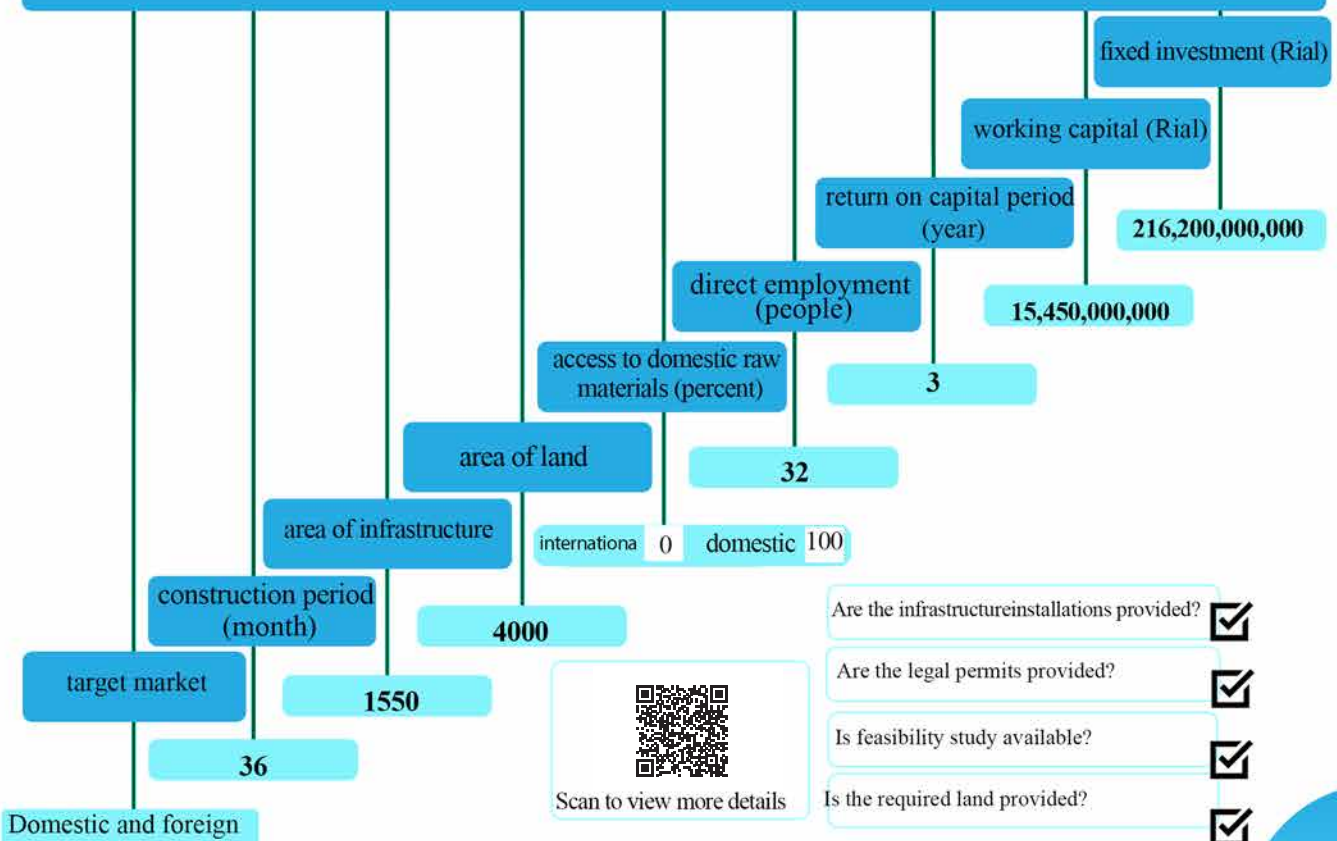 fixed investment (Rial)
216,200,000,000
working capital (Rial)
15,450,000,000
return on capital period
(year)
3
direct employment
(people)
32
access to domestic raw
materials (percent)
internationa 0 domestic 100
area of land
4000
area of infrastructure
1550
construction period
(month)
36
target market
Domestic and foreign
Scan to view more details
Are the infrastructureinstallations provided?
Are the legal permits provided?
Is feasibility study available?
Is the required land provided?